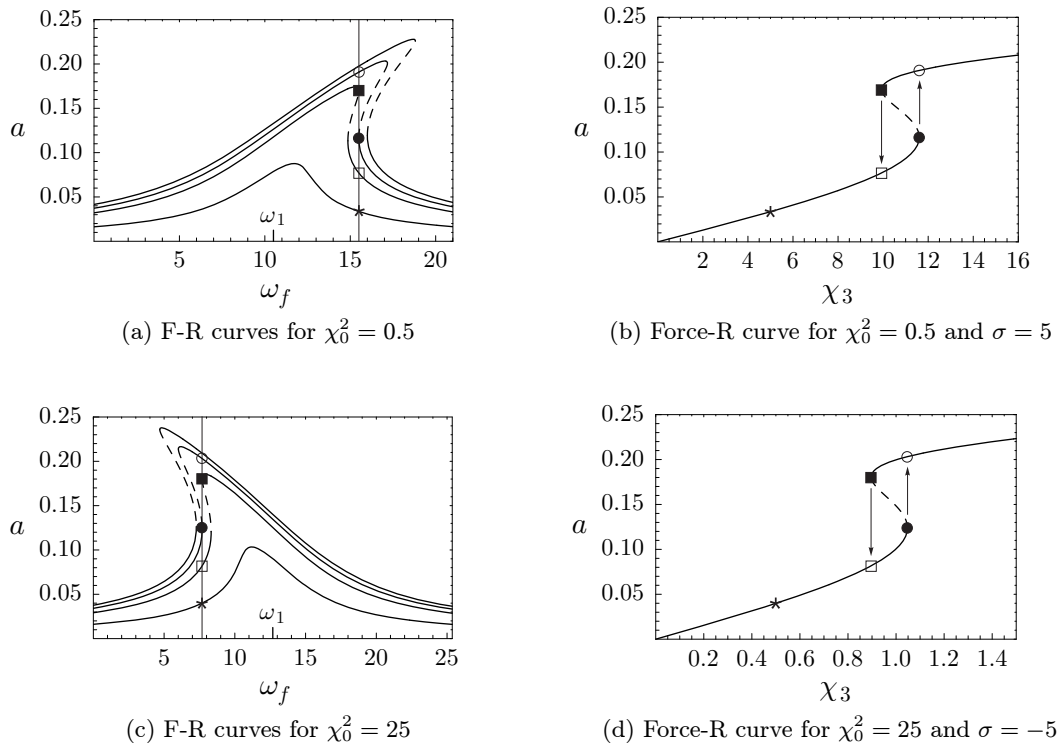 0.25
0.20
0.15
0.10
0.05
a
ω₁
5 10 15 20
ω_f
(a) F-R curves for χ₀² = 0.5
0.25
0.20
0.15
0.10
0.05
a
2 4 6 8 10 12 14 16
χ₃
(b) Force-R curve for χ₀² = 0.5 and σ = 5
0.25
0.20
0.15
0.10
0.05
a
ω₁
5 10 15 20 25
ω_f
(c) F-R curves for χ₀² = 25
0.25
0.20
0.15
0.10
0.05
a
0.2 0.4 0.6 0.8 1.0 1.2 1.4
χ₃
(d) Force-R curve for χ₀² = 25 and σ = −5